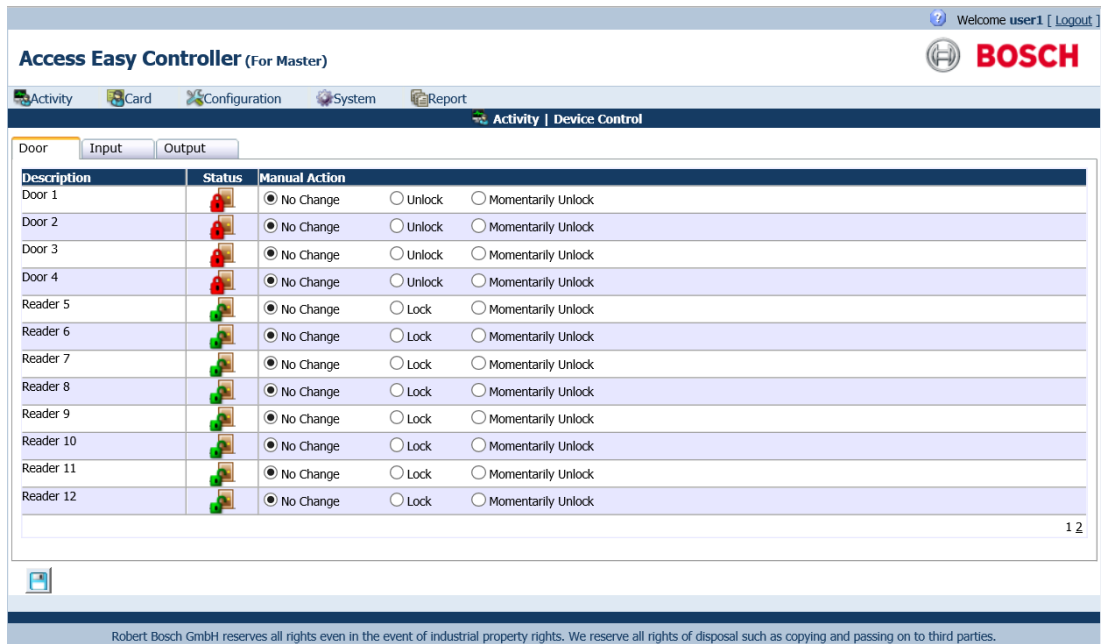 Welcome user1 [ Logout ]
Access Easy Controller (For Master)
BOSCH
Activity Card Configuration System Report
Activity | Device Control
Door Input Output
Description Status Manual Action
Door 1 No Change Unlock Momentarily Unlock
Door 2 No Change Unlock Momentarily Unlock
Door 3 No Change Unlock Momentarily Unlock
Door 4 No Change Unlock Momentarily Unlock
Reader 5 No Change Lock Momentarily Unlock
Reader 6 No Change Lock Momentarily Unlock
Reader 7 No Change Lock Momentarily Unlock
Reader 8 No Change Lock Momentarily Unlock
Reader 9 No Change Lock Momentarily Unlock
Reader 10 No Change Lock Momentarily Unlock
Reader 11 No Change Lock Momentarily Unlock
Reader 12 No Change Lock Momentarily Unlock
1 2
Robert Bosch GmbH reserves all rights even in the event of industrial property rights. We reserve all rights of disposal such as copying and passing on to third parties.